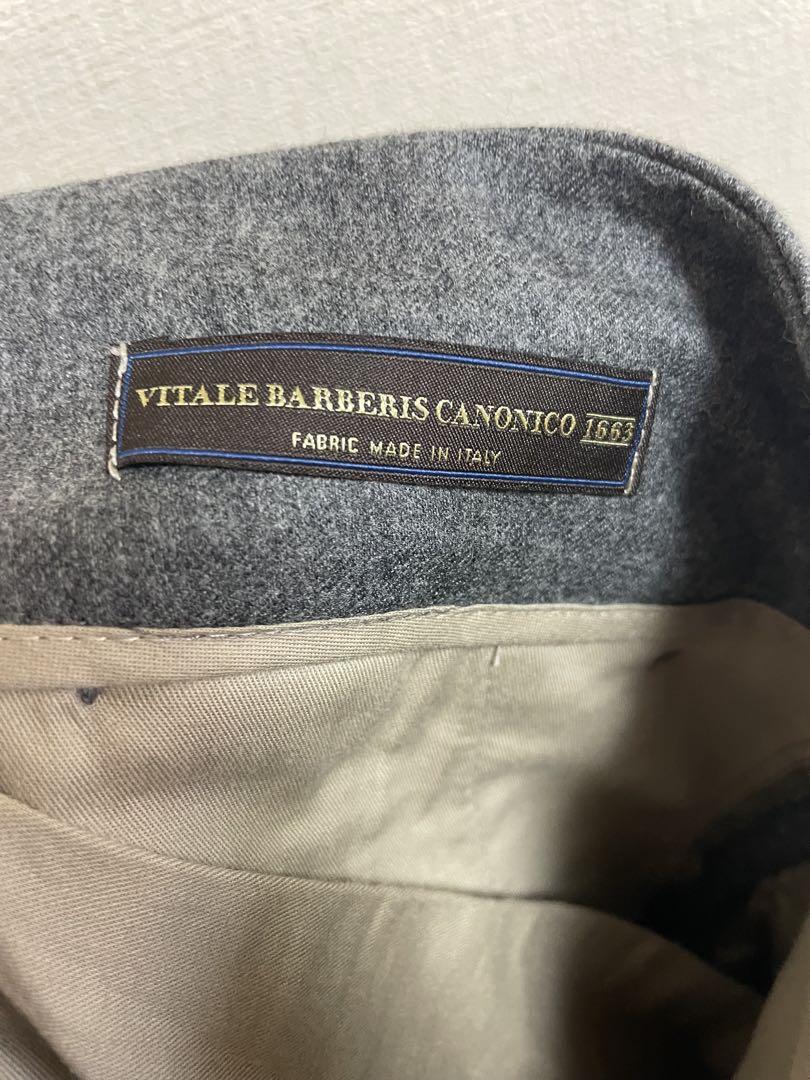 VITALE BARBERIS CANONICO 1663
FABRIC MADE IN ITALY